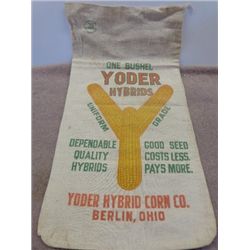 ONE BUSHEL
YODER
HYBRIDS
UNIFORM GRADE
DEPENDABLE
QUALITY
HYBRIDS
GOOD SEED
COSTS LESS.
PAYS MORE.
YODER HYBRID CORN CO.
BERLIN, OHIO